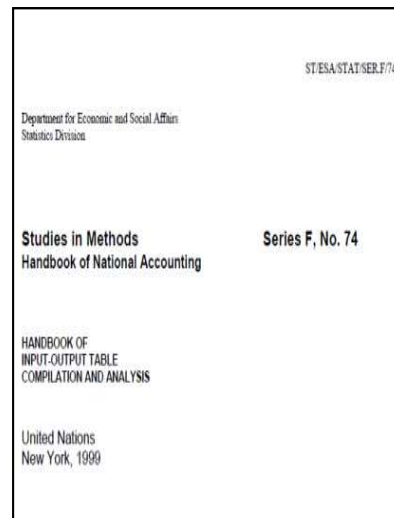 ST/ESA/STAT/SER.F/74
Department for Economic and Social Affairs
Statistics Division
Studies in Methods Series F, No. 74
Handbook of National Accounting
HANDBOOK OF
INPUT-OUTPUT TABLE
COMPILATION AND ANALYSIS
United Nations
New York, 1999